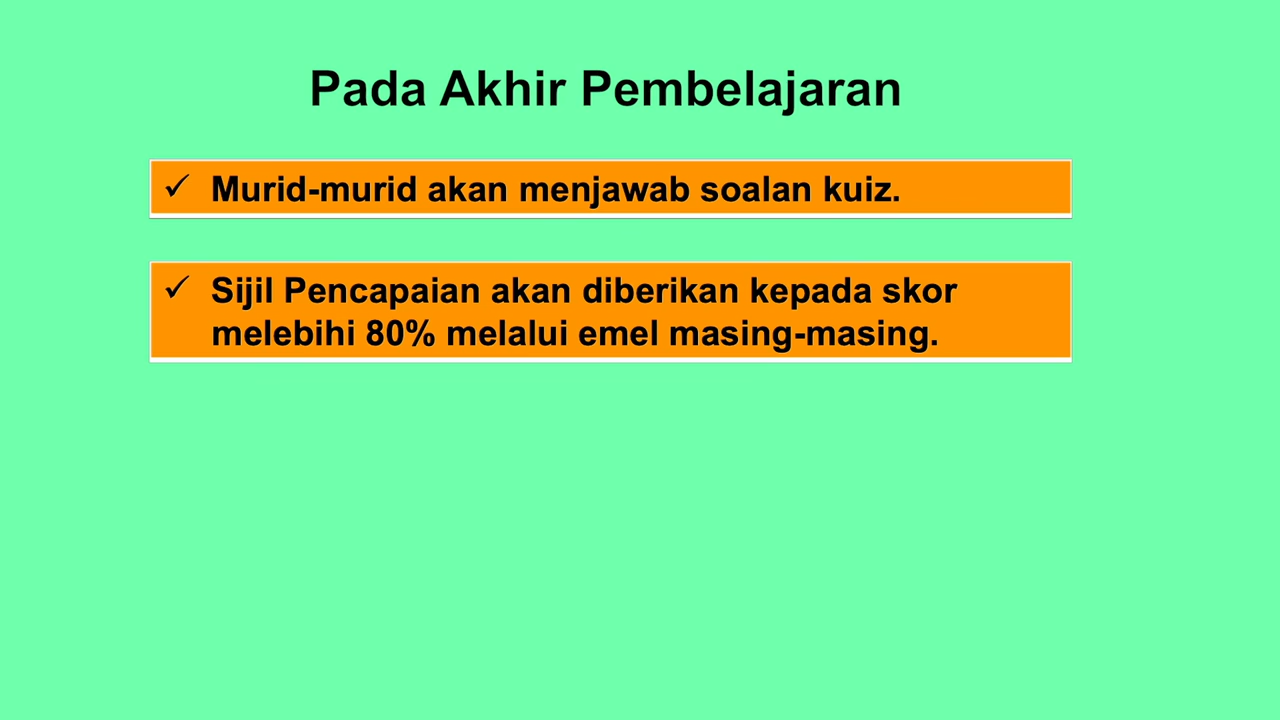 Pada Akhir Pembelajaran
✓ Murid-murid akan menjawab soalan kuiz.
✓ Sijil Pencapaian akan diberikan kepada skor
melebihi 80% melalui emel masing-masing.